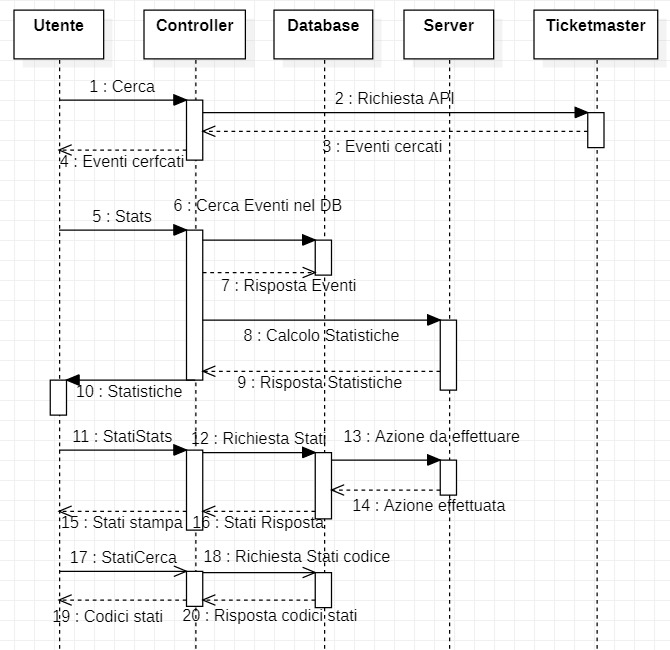 Utente
Controller
Database
Server
Ticketmaster
1 : Cerca
2 : Richiesta API
3 : Eventi cercati
4 : Eventi cerfcati
5 : Stats
6 : Cerca Eventi nel DB
7 : Risposta Eventi
8 : Calcolo Statistiche
9 : Risposta Statistiche
10 : Statistiche
11 : StatiStats
12 : Richiesta Stati
13 : Azione da effettuare
14 : Azione effettuata
15 : Stati stampa
16 : Stati Risposta
17 : StatiCerca
18 : Richiesta Stati codice
19 : Codici stati
20 : Risposta codici stati